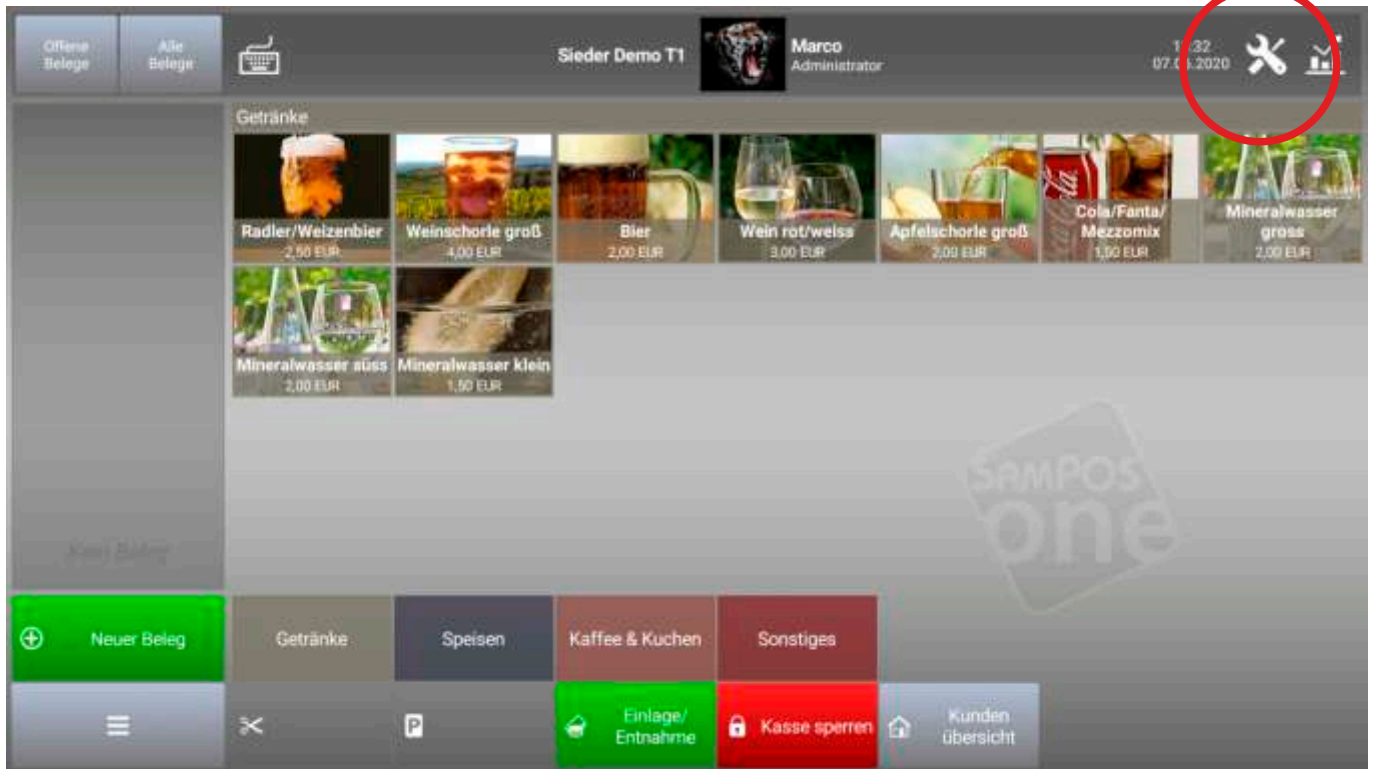 Offene
Belege
Alle
Belege
Sieder Demo T1
Marco
Administrator
07.06.2020
Getränke
Radler/Weizenbier
2,50 EUR
Weinschorle groß
4,00 EUR
Bier
2,00 EUR
Wein rot/weiss
3,00 EUR
Apfelschorle groß
2,00 EUR
Cola/Fanta/
Mezzomix
1,50 EUR
Mineralwasser
gross
2,00 EUR
Mineralwasser süss
2,00 EUR
Mineralwasser klein
1,50 EUR
SAMPOS
one
Kein Beleg
Neuer Beleg
Getränke
Speisen
Kaffee & Kuchen
Sonstiges
P
Einlage/
Entnahme
Kasse sperren
Kunden
übersicht